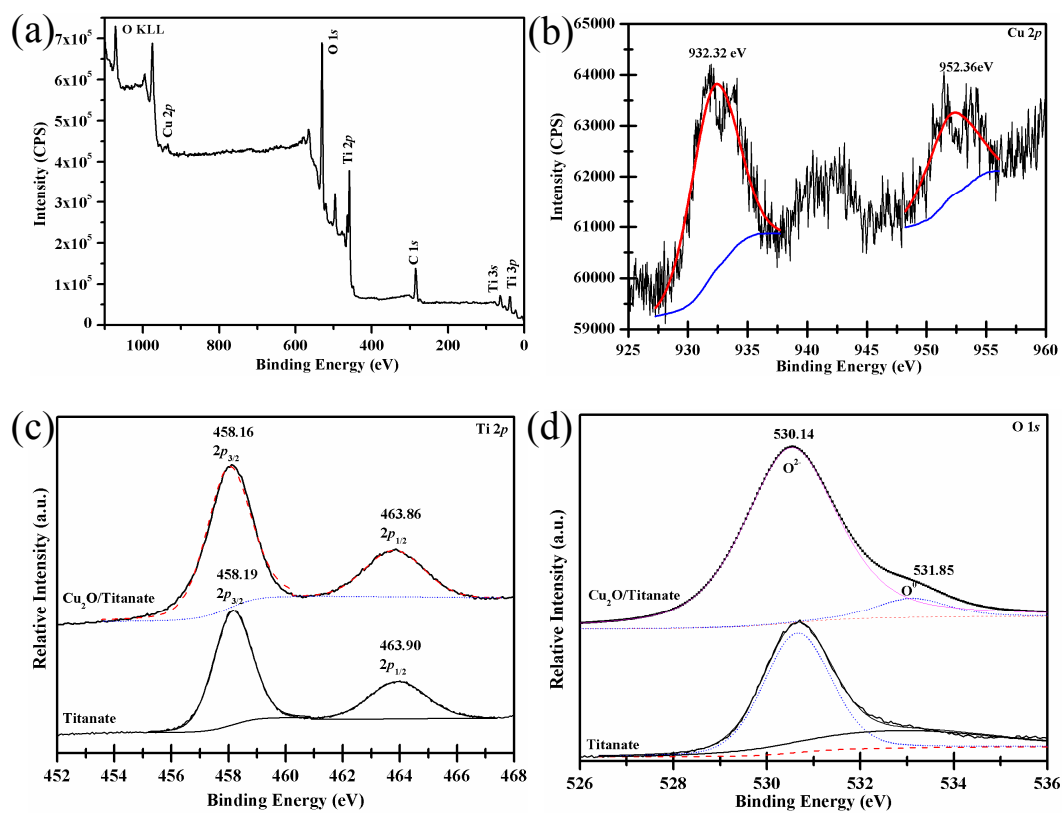 (a)
O KLL
Cu 2p
O 1s
Ti 2p
C 1s
Ti 3s
Ti 3p
7x10⁵
6x10⁵
5x10⁵
4x10⁵
3x10⁵
2x10⁵
1x10⁵
0
Intensity (CPS)
1000 800 600 400 200 0
Binding Energy (eV)
(b)
Cu 2p
932.32 eV
952.36eV
65000
64000
63000
62000
61000
60000
59000
Intensity (CPS)
925 930 935 940 945 950 955 960
Binding Energy (eV)
(c)
Ti 2p
458.16
2p3/2
463.86
2p1/2
458.19
2p3/2
Cu₂O/Titanate
463.90
2p1/2
Titanate
Relative Intensity (a.u.)
452 454 456 458 460 462 464 466 468
Binding Energy (eV)
(d)
O 1s
530.14
O²⁻
531.85
O⁰
Cu₂O/Titanate
Titanate
Relative Intensity (a.u.)
526 528 530 532 534 536
Binding Energy (eV)